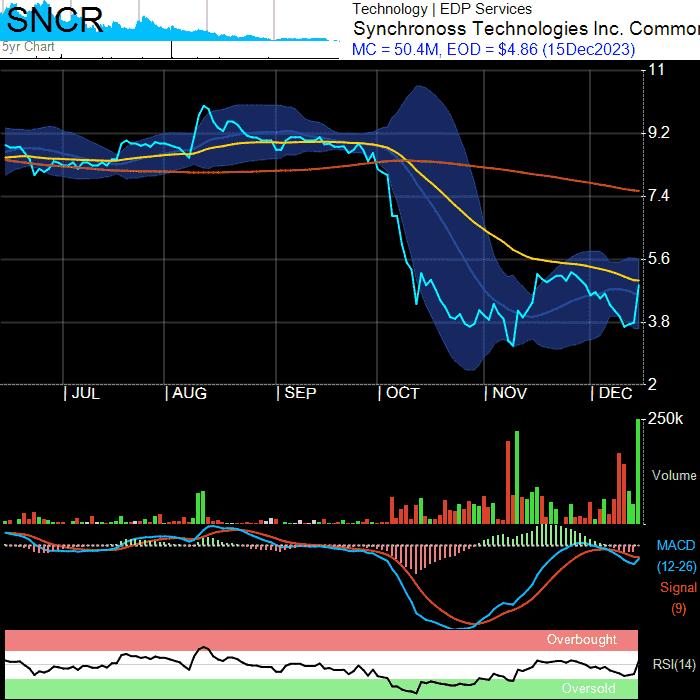 SNCR
5yr Chart
Technology | EDP Services
Synchronoss Technologies Inc. Common
MC = 50.4M, EOD = $4.86 (15Dec2023)
11
9.2
7.4
5.6
3.8
2
| JUL | AUG | SEP | OCT | NOV | DEC
250k
Volume
MACD
(12-26)
Signal
(9)
Overbought
RSI(14)
Oversold